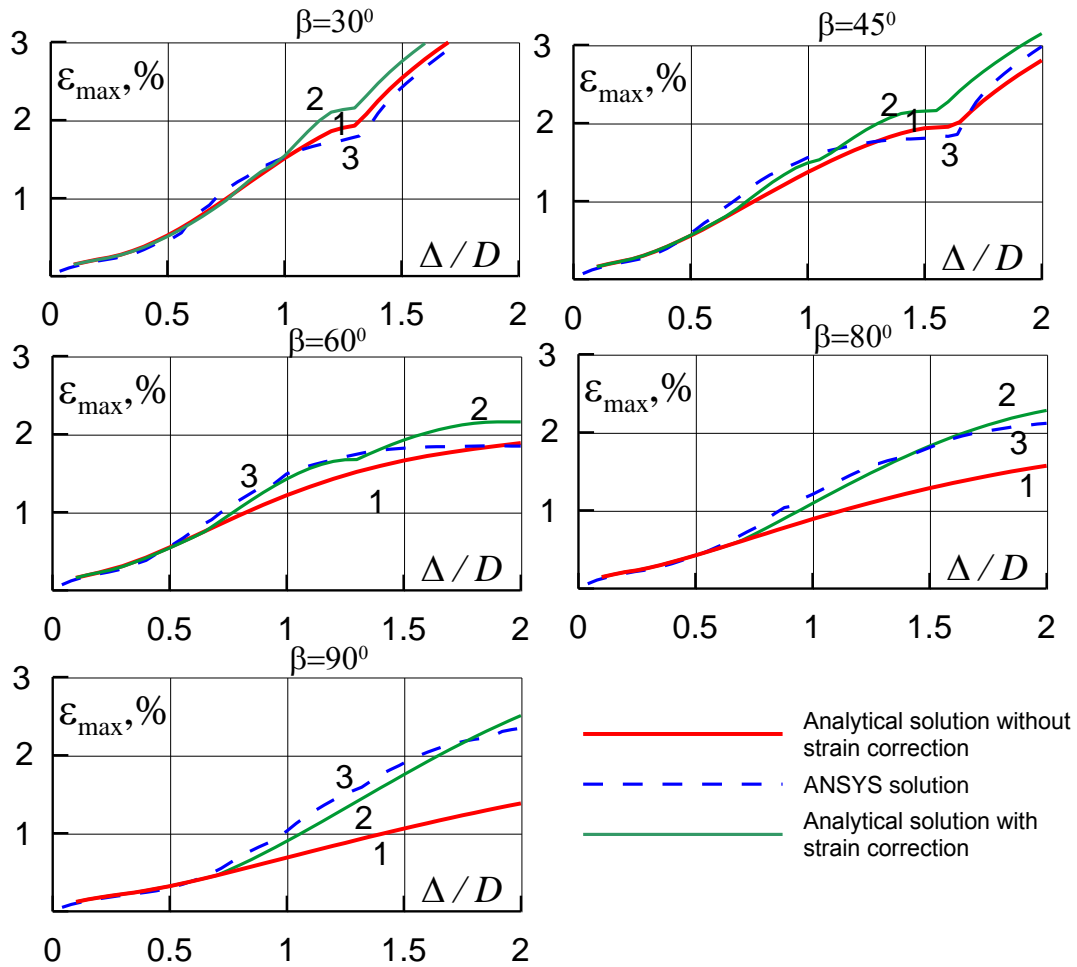 β=30⁰
3
ε_max,%
2
2
1
3
1
Δ / D
0 0.5 1 1.5 2
β=45⁰
3
ε_max,%
2
2
1
3
1
Δ / D
0 0.5 1 1.5 2
β=60⁰
3
ε_max,%
2
2
3
1
1
Δ / D
0 0.5 1 1.5 2
β=80⁰
3
ε_max,%
2
2
3
1
1
Δ / D
0 0.5 1 1.5 2
β=90⁰
3
ε_max,%
2
3
2
1
1
Δ / D
0 0.5 1 1.5 2
Analytical solution without
strain correction
ANSYS solution
Analytical solution with
strain correction